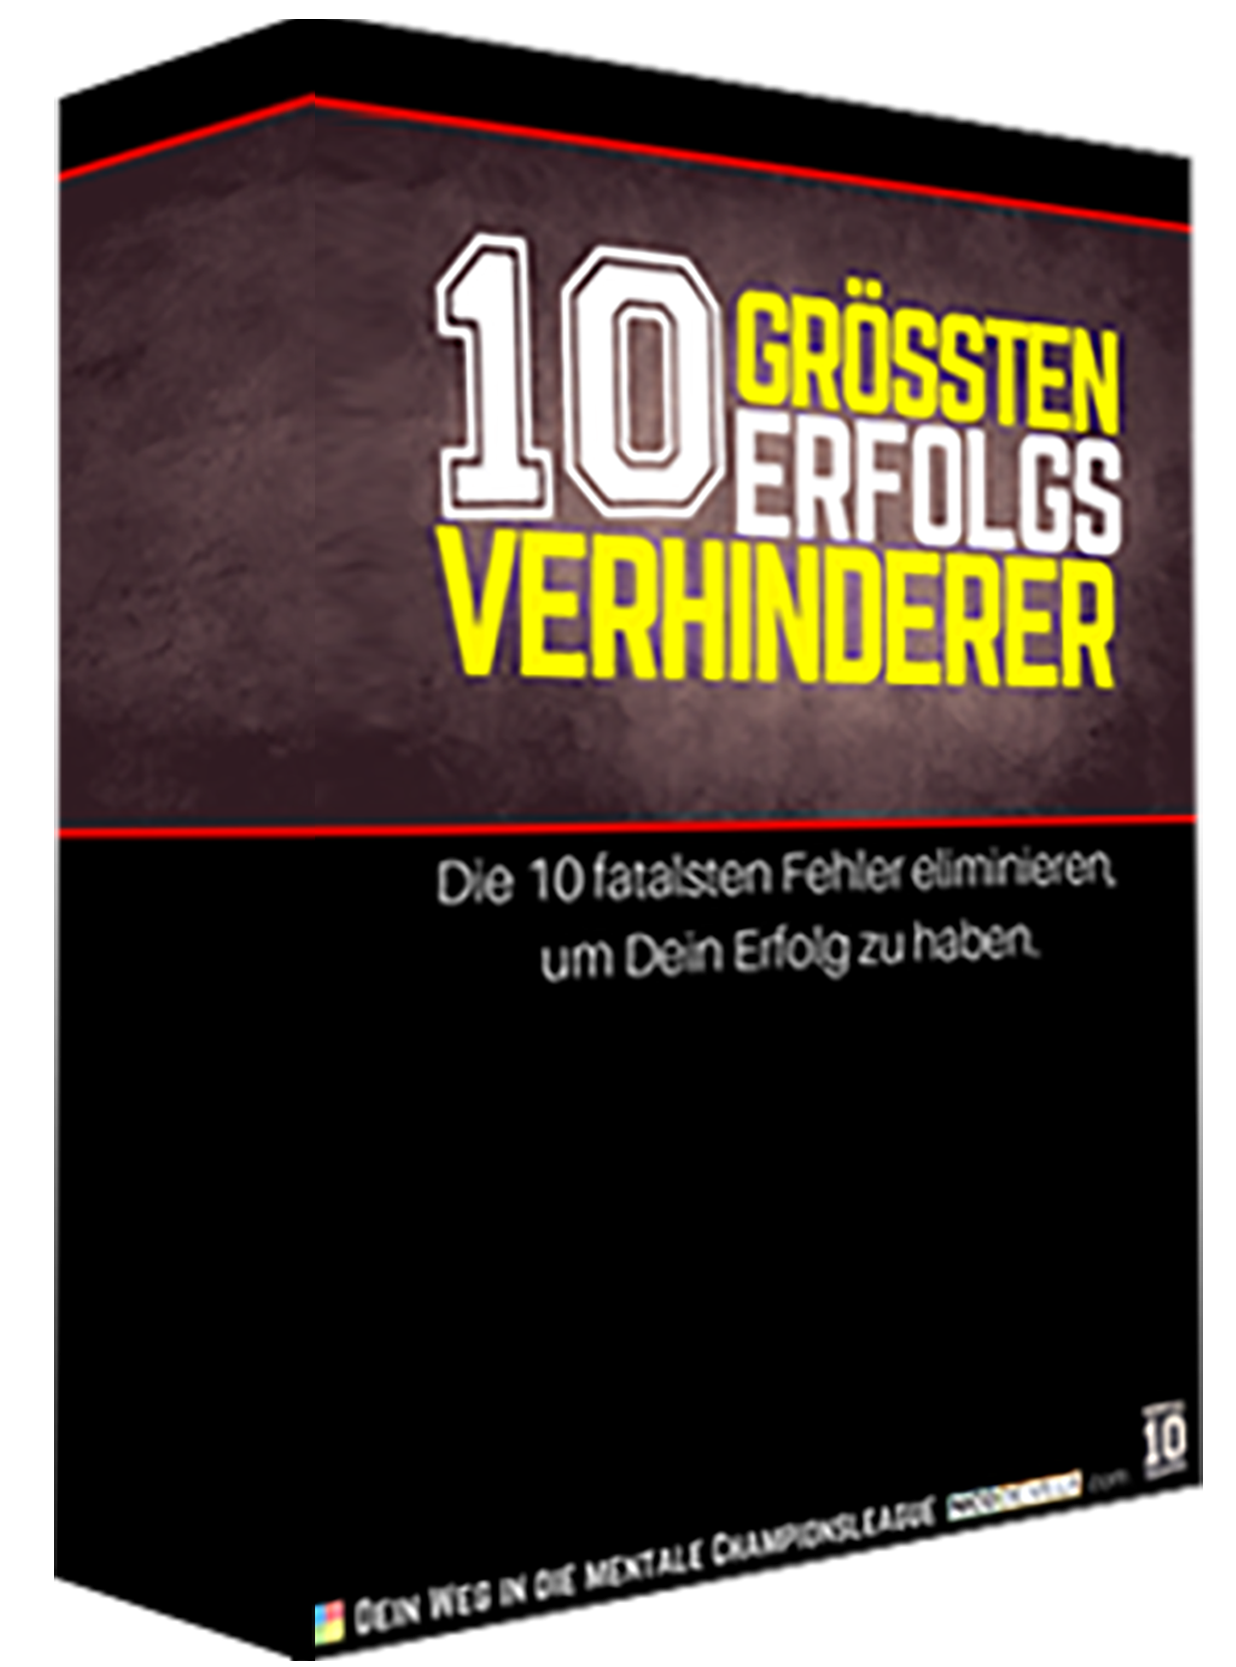 10 GRÖSSTEN
ERFOLGS
VERHINDERER
Die 10 fatalsten Fehler eliminieren,
um Dein Erfolg zu haben.
DEIN WEG IN DIE MENTALE CHAMPIONSLEAGUE .com
10